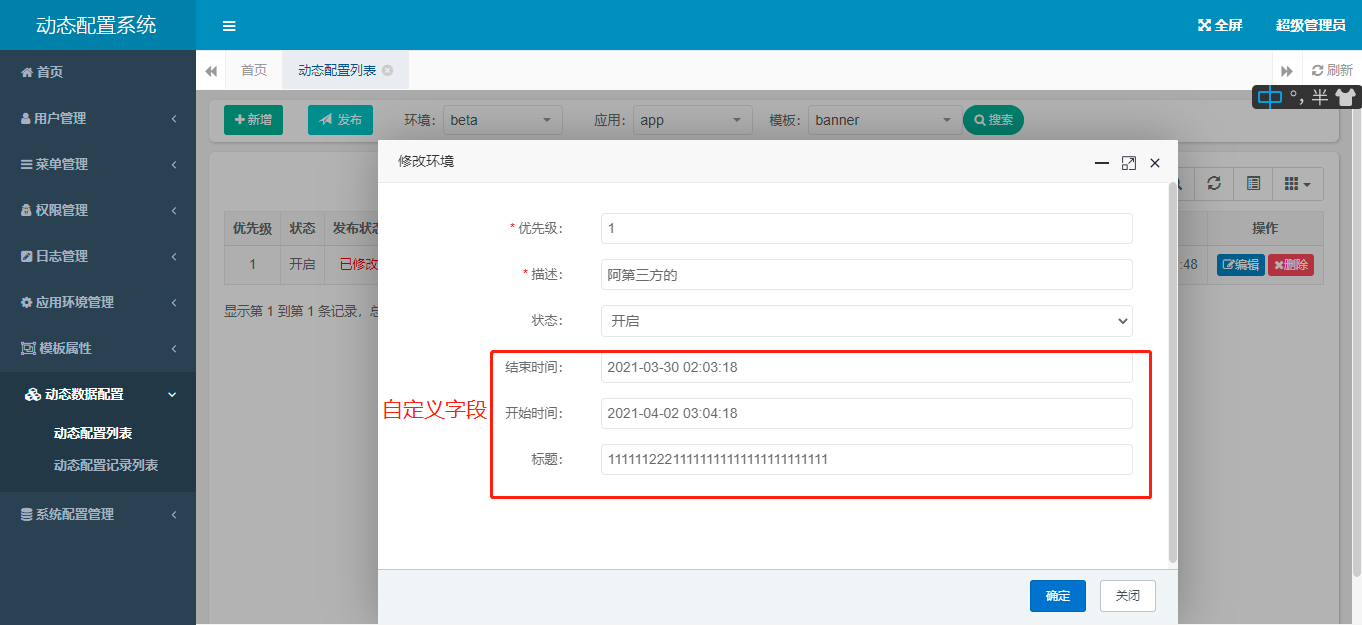 动态配置系统
全屏 超级管理员
首页
用户管理
菜单管理
权限管理
日志管理
应用环境管理
模板属性
动态数据配置
动态配置列表
动态配置记录列表
系统配置管理
首页 动态配置列表 刷新
中 °, 半
新增 发布 环境: beta 应用: app 模板: banner 搜索
优先级 状态 发布状态 操作
1 开启 已修改 :48 编辑 删除
显示第 1 到第 1 条记录，总
修改环境
* 优先级: 1
* 描述: 阿第三方的
状态: 开启
结束时间: 2021-03-30 02:03:18
自定义字段
开始时间: 2021-04-02 03:04:18
标题: 11111122211111111111111111111111
确定 关闭